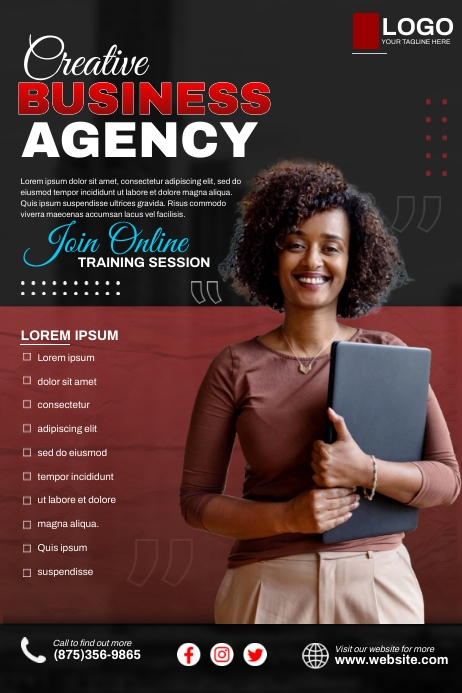 LOGO
YOUR TAGLINE HERE
Creative
BUSINESS
AGENCY
Lorem ipsum dolor sit amet, consectetur adipiscing elit, sed do
eiusmod tempor incididunt ut labore et dolore magna aliqua.
Quis ipsum suspendisse ultrices gravida. Risus commodo
viverra maecenas accumsan lacus vel facilisis.
Join Online
TRAINING SESSION
LOREM IPSUM
Lorem ipsum
dolor sit amet
consectetur
adipiscing elit
sed do eiusmod
tempor incididunt
ut labore et dolore
magna aliqua.
Quis ipsum
suspendisse
Call to find out more
(875)356-9865
Visit our website for more
www.website.com